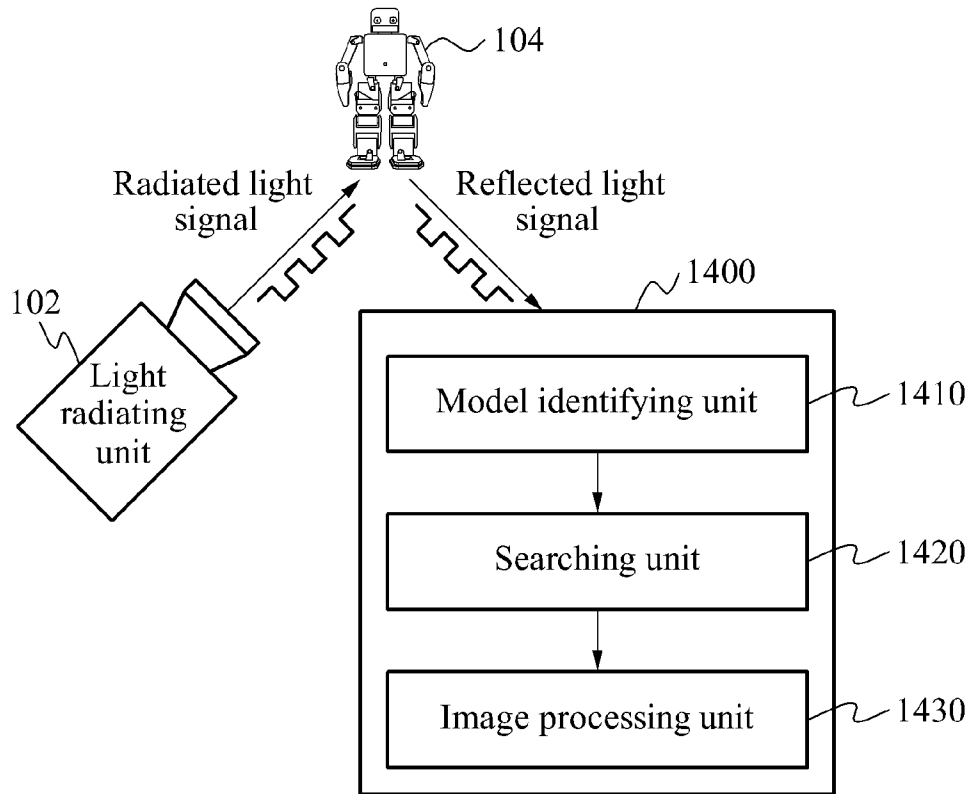 104
Radiated light
signal
Reflected light
signal
1400
102
Light
radiating
unit
Model identifying unit
1410
Searching unit
1420
Image processing unit
1430